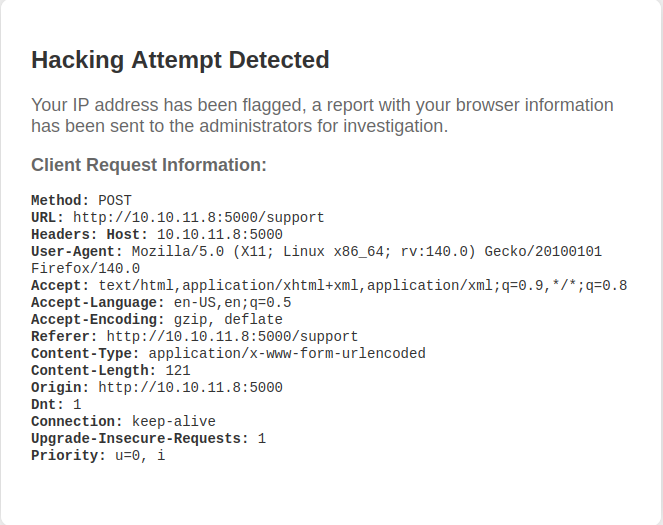 Hacking Attempt Detected
Your IP address has been flagged, a report with your browser information
has been sent to the administrators for investigation.
Client Request Information:
Method: POST
URL: http://10.10.11.8:5000/support
Headers: Host: 10.10.11.8:5000
User-Agent: Mozilla/5.0 (X11; Linux x86_64; rv:140.0) Gecko/20100101
Firefox/140.0
Accept: text/html,application/xhtml+xml,application/xml;q=0.9,*/*;q=0.8
Accept-Language: en-US,en;q=0.5
Accept-Encoding: gzip, deflate
Referer: http://10.10.11.8:5000/support
Content-Type: application/x-www-form-urlencoded
Content-Length: 121
Origin: http://10.10.11.8:5000
Dnt: 1
Connection: keep-alive
Upgrade-Insecure-Requests: 1
Priority: u=0, i